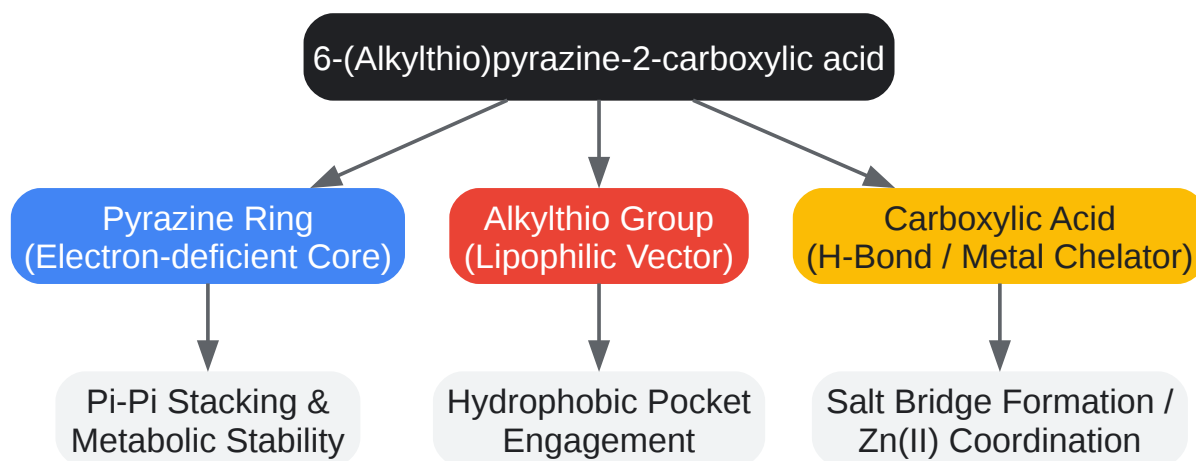 6-(Alkylthio)pyrazine-2-carboxylic acid
Pyrazine Ring
(Electron-deficient Core)
Alkylthio Group
(Lipophilic Vector)
Carboxylic Acid
(H-Bond / Metal Chelator)
Pi-Pi Stacking &
Metabolic Stability
Hydrophobic Pocket
Engagement
Salt Bridge Formation /
Zn(II) Coordination